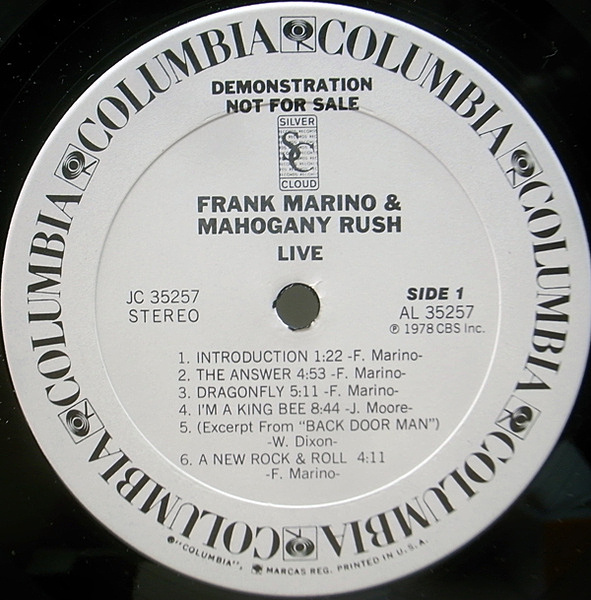 COLUMBIA COLUMBIA COLUMBIA COLUMBIA COLUMBIA COLUMBIA COLUMBIA COLUMBIA
DEMONSTRATION
NOT FOR SALE
SILVER
SC
CLOUD
FRANK MARINO &
MAHOGANY RUSH
LIVE
JC 35257
STEREO
SIDE 1
AL 35257
℗ 1978 CBS Inc.
1. INTRODUCTION 1:22 -F. Marino-
2. THE ANSWER 4:53 -F. Marino-
3. DRAGONFLY 5:11 -F. Marino-
4. I'M A KING BEE 8:44 -J. Moore-
5. (Excerpt From "BACK DOOR MAN")
-W. Dixon-
6. A NEW ROCK & ROLL 4:11
-F. Marino-
"COLUMBIA", MARCAS REG. PRINTED IN U.S.A.